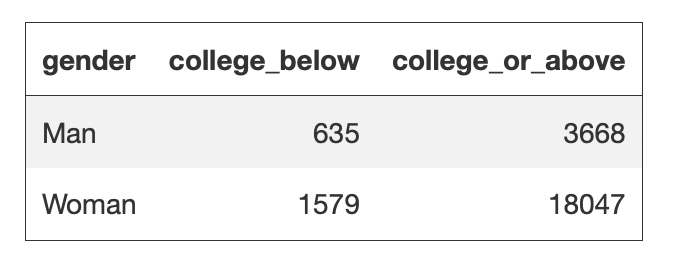 gender college_below college_or_above
Man 635 3668
Woman 1579 18047